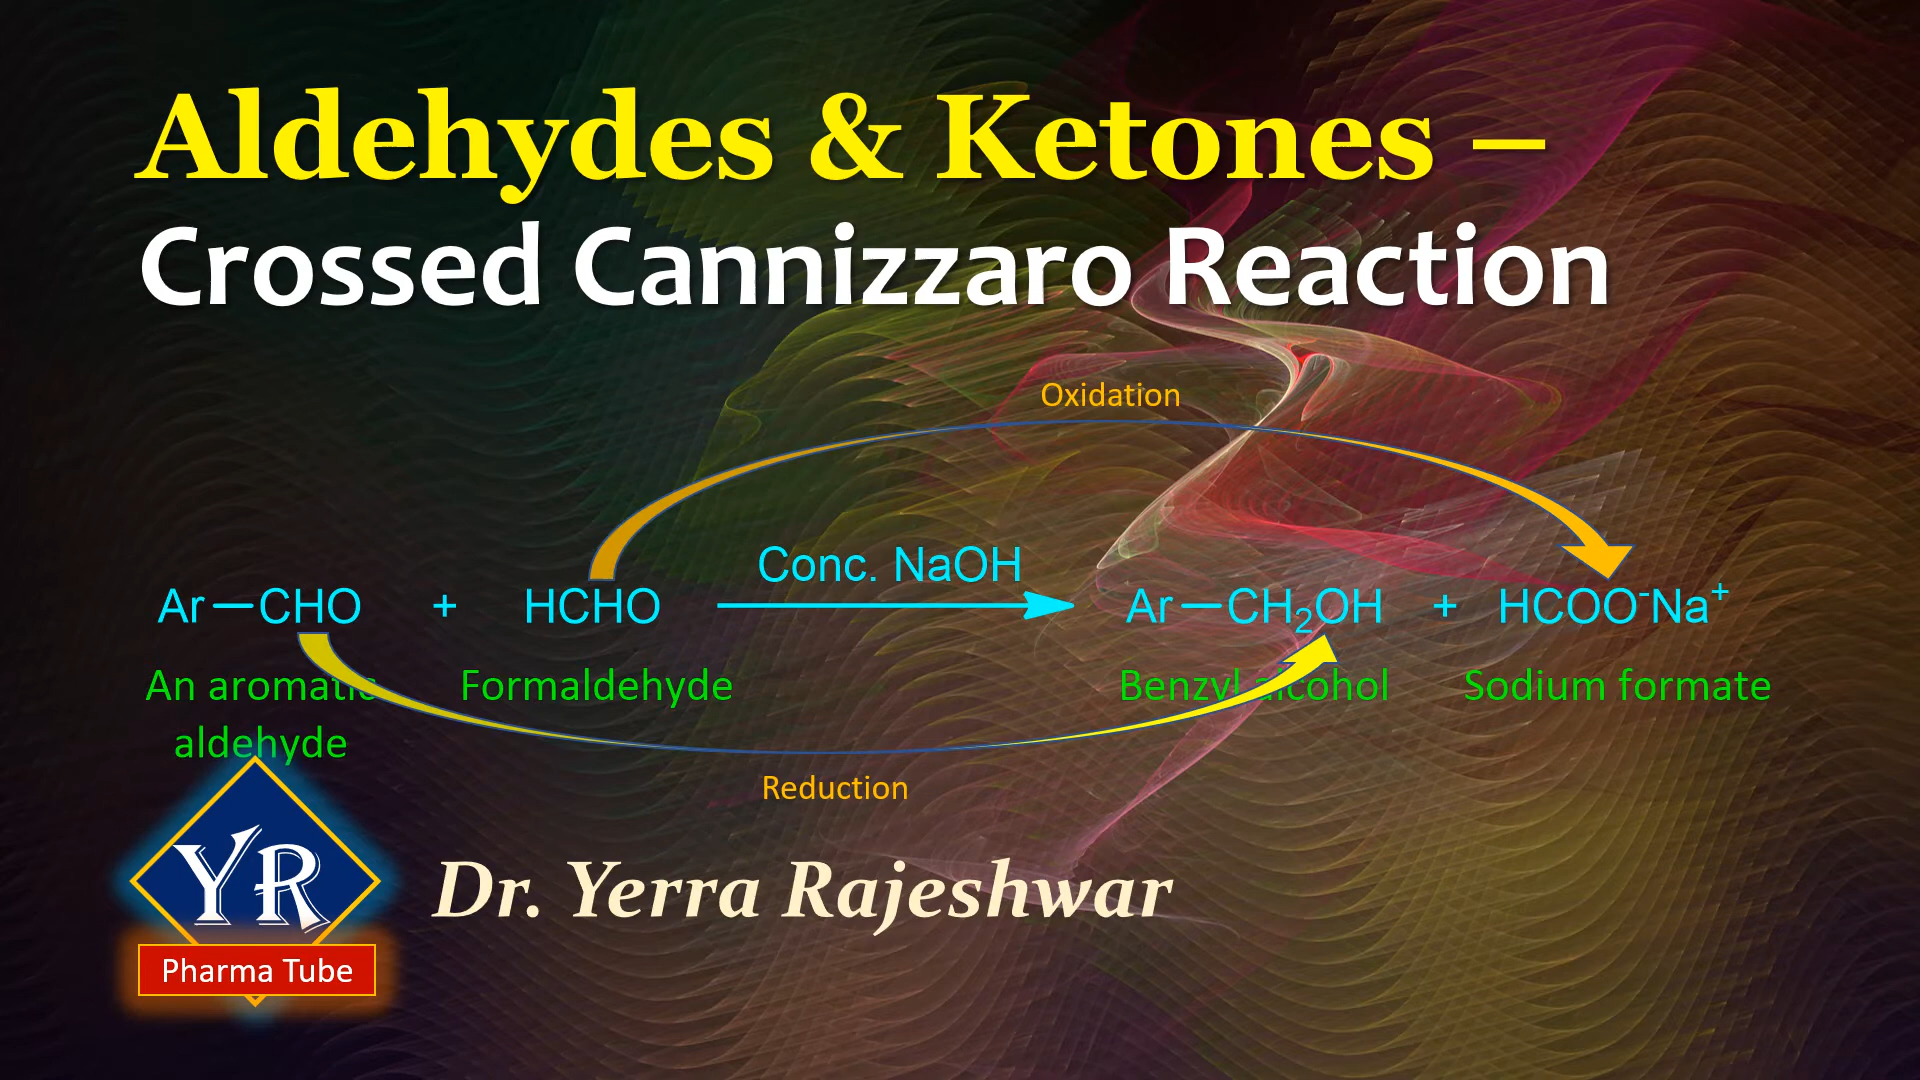 Aldehydes & Ketones –
Crossed Cannizzaro Reaction
Oxidation
Conc. NaOH
Ar—CHO + HCHO Ar—CH₂OH + HCOO⁻Na⁺
An aromatic Formaldehyde Benzyl alcohol Sodium formate
aldehyde
Reduction
YR
Dr. Yerra Rajeshwar
Pharma Tube